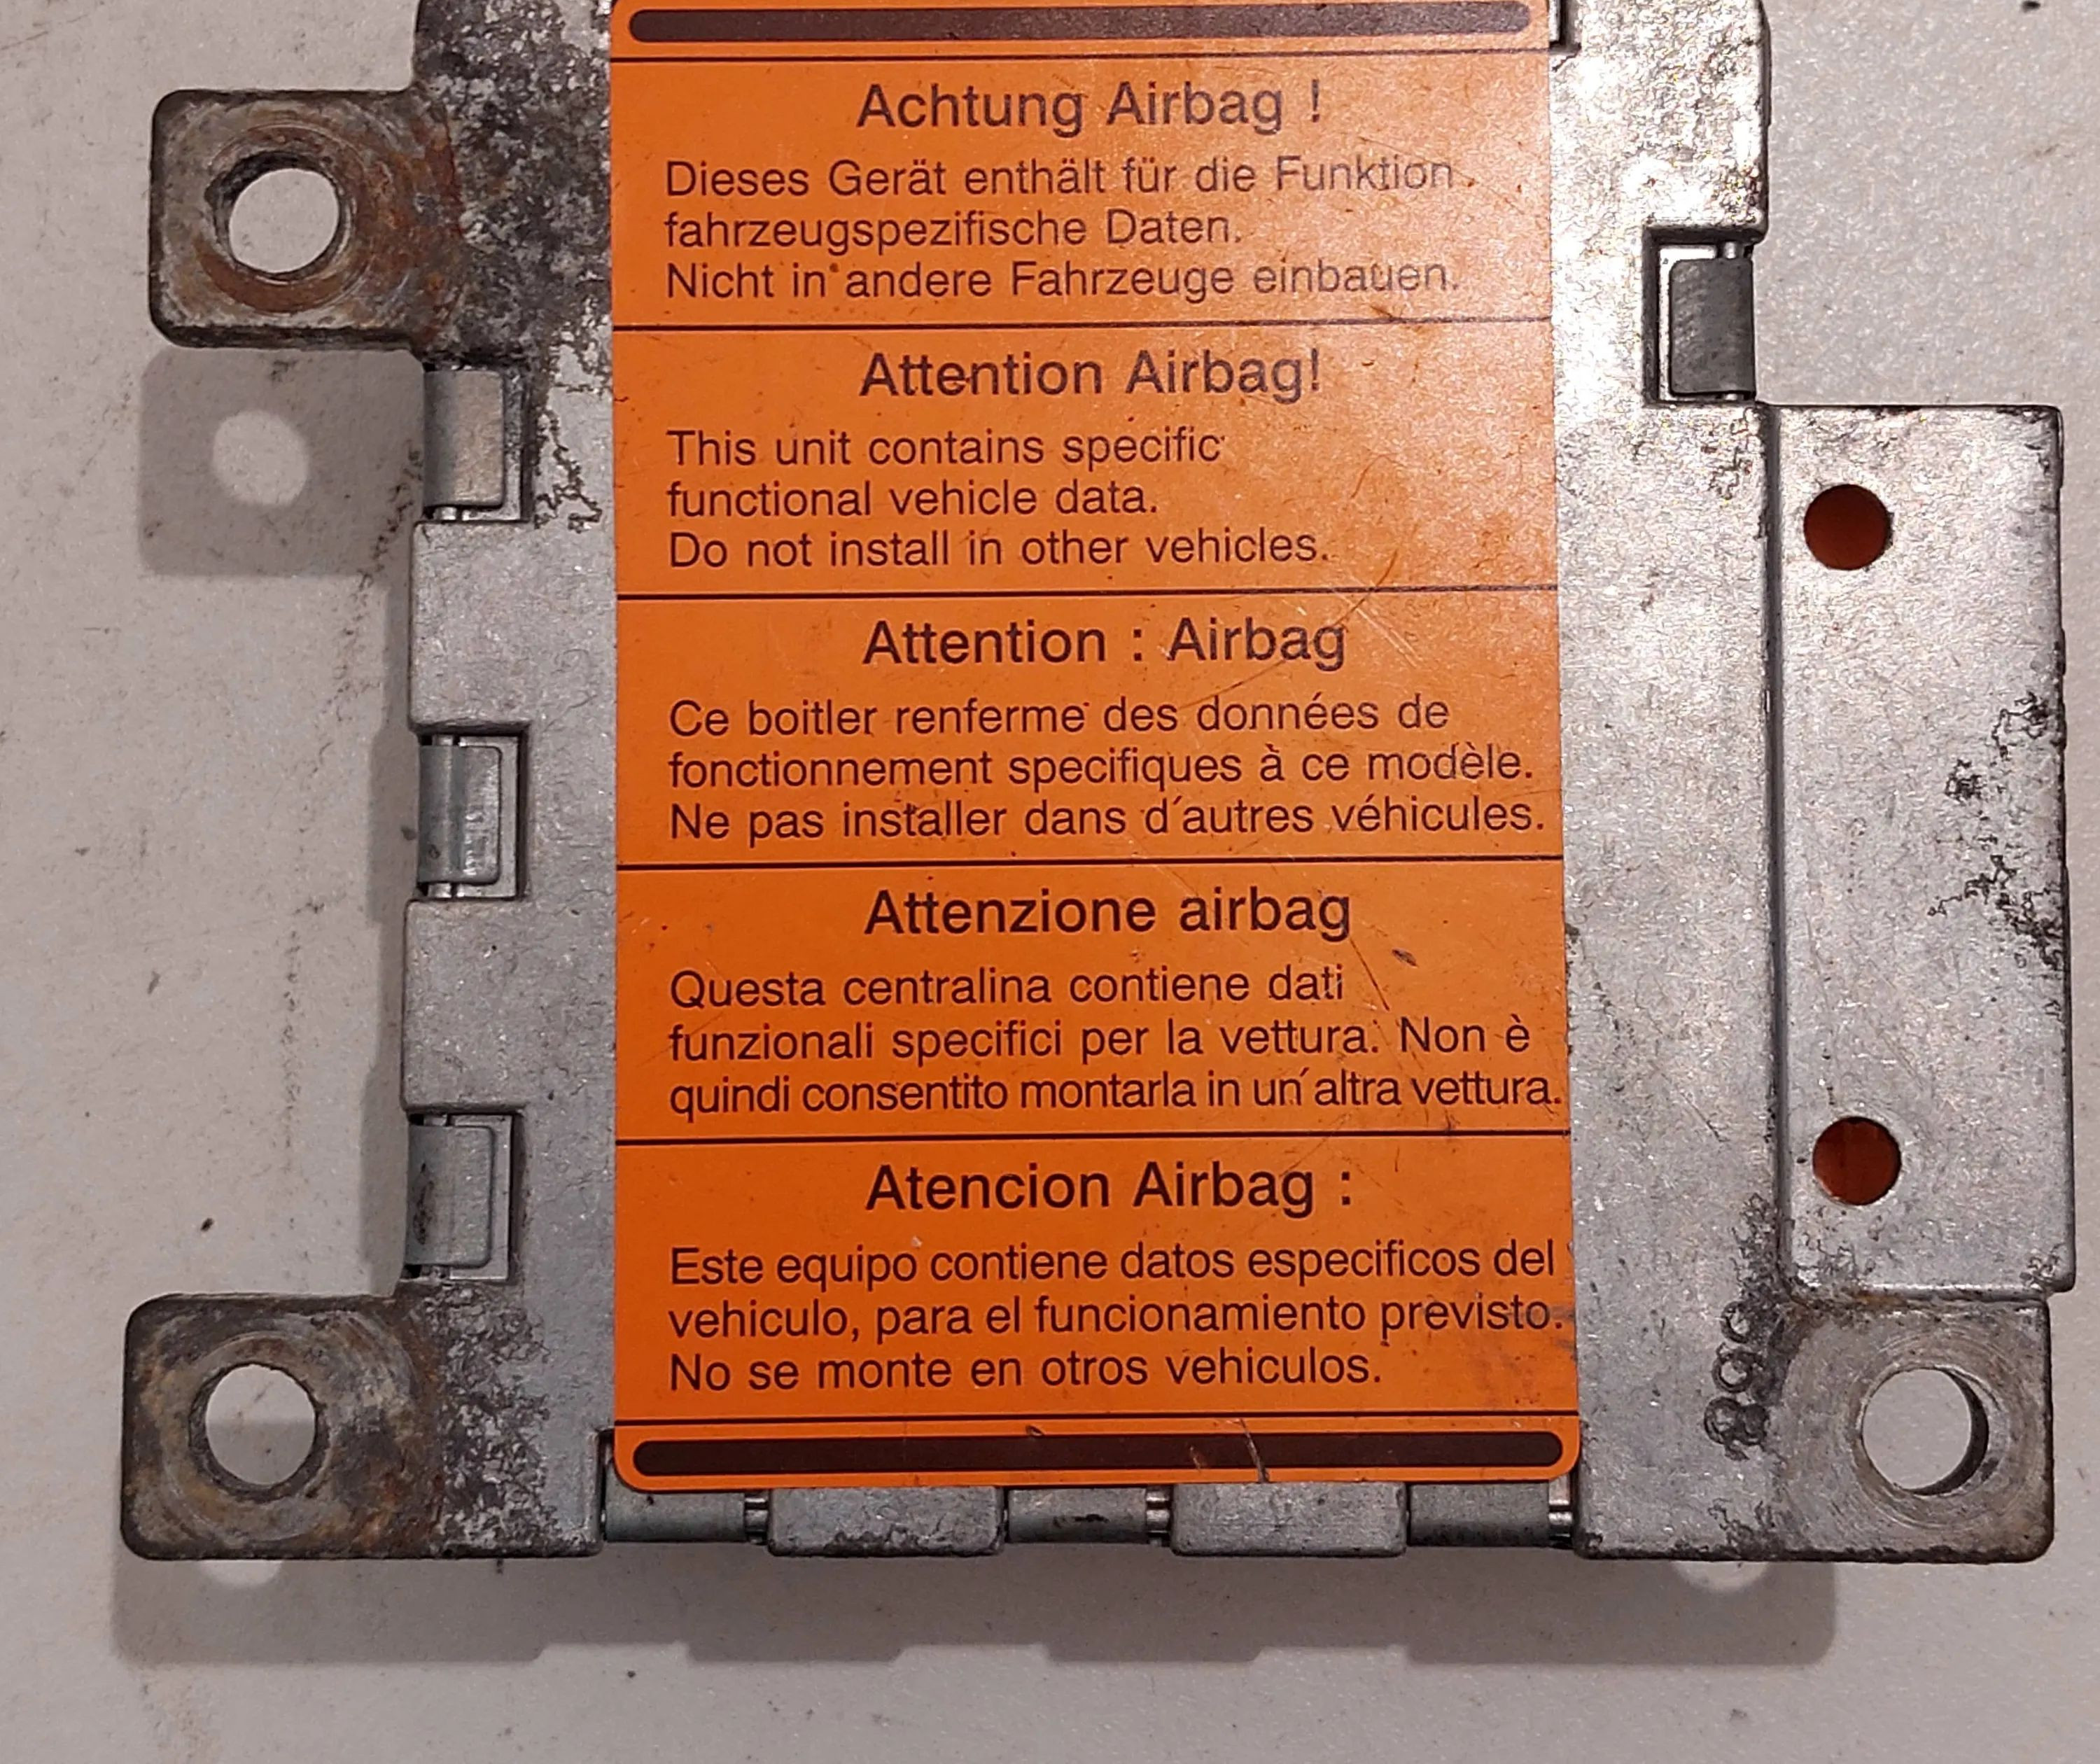 Achtung Airbag !
Dieses Gerät enthält für die Funktion
fahrzeugspezifische Daten.
Nicht in andere Fahrzeuge einbauen.
Attention Airbag!
This unit contains specific
functional vehicle data.
Do not install in other vehicles.
Attention : Airbag
Ce boitler renferme des données de
fonctionnement specifiques à ce modèle.
Ne pas installer dans d´autres véhicules.
Attenzione airbag
Questa centralina contiene dati
funzionali specifici per la vettura. Non è
quindi consentito montarla in un´altra vettura.
Atencion Airbag :
Este equipo contiene datos especificos del
vehiculo, para el funcionamiento previsto.
No se monte en otros vehiculos.